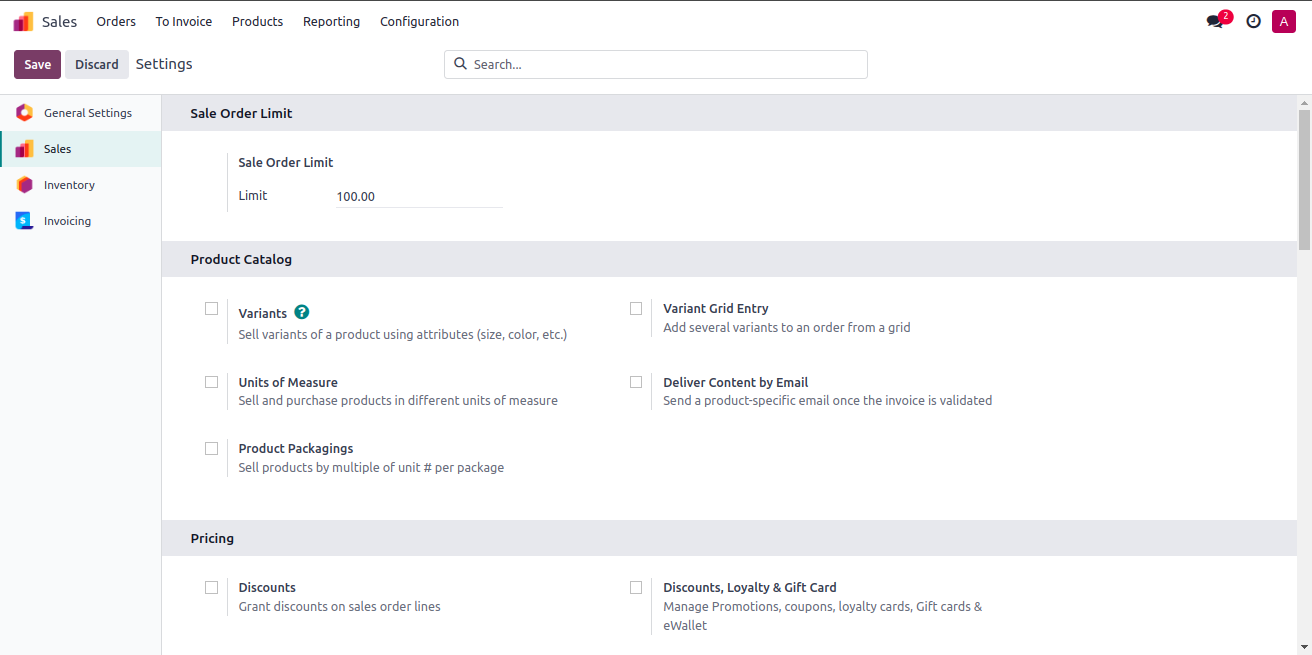 Sales Orders To Invoice Products Reporting Configuration 2 A
Save Discard Settings Search...
General Settings
Sales
Inventory
Invoicing
Sale Order Limit
Sale Order Limit
Limit 100.00
Product Catalog
Variants ?
Sell variants of a product using attributes (size, color, etc.)
Variant Grid Entry
Add several variants to an order from a grid
Units of Measure
Sell and purchase products in different units of measure
Deliver Content by Email
Send a product-specific email once the invoice is validated
Product Packagings
Sell products by multiple of unit # per package
Pricing
Discounts
Grant discounts on sales order lines
Discounts, Loyalty & Gift Card
Manage Promotions, coupons, loyalty cards, Gift cards &
eWallet